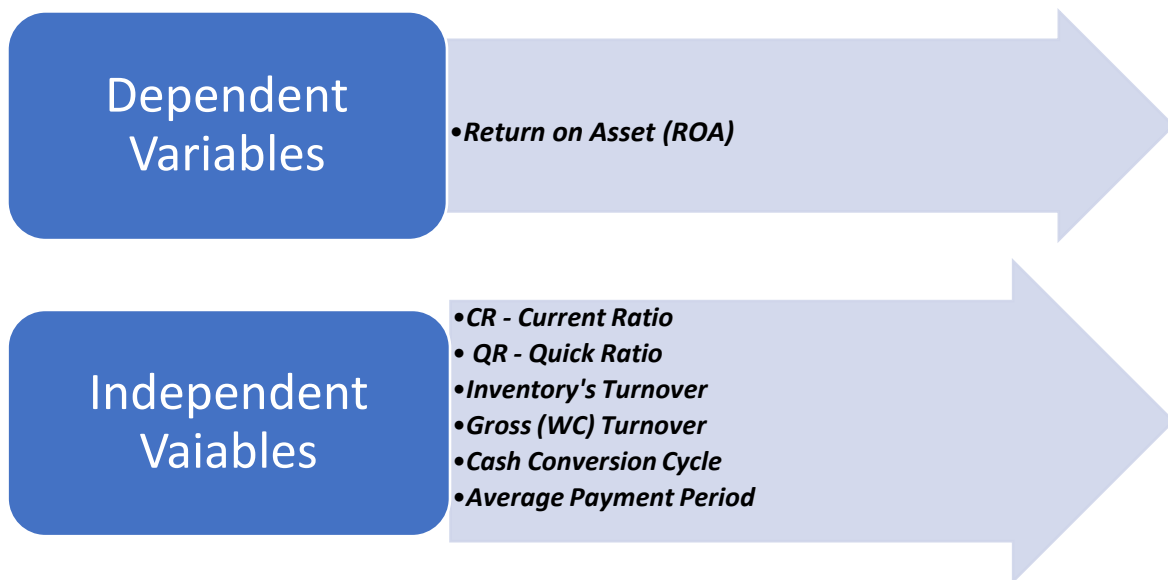 Dependent
Variables
•Return on Asset (ROA)
Independent
Vaiables
•CR - Current Ratio
• QR - Quick Ratio
•Inventory's Turnover
•Gross (WC) Turnover
•Cash Conversion Cycle
•Average Payment Period